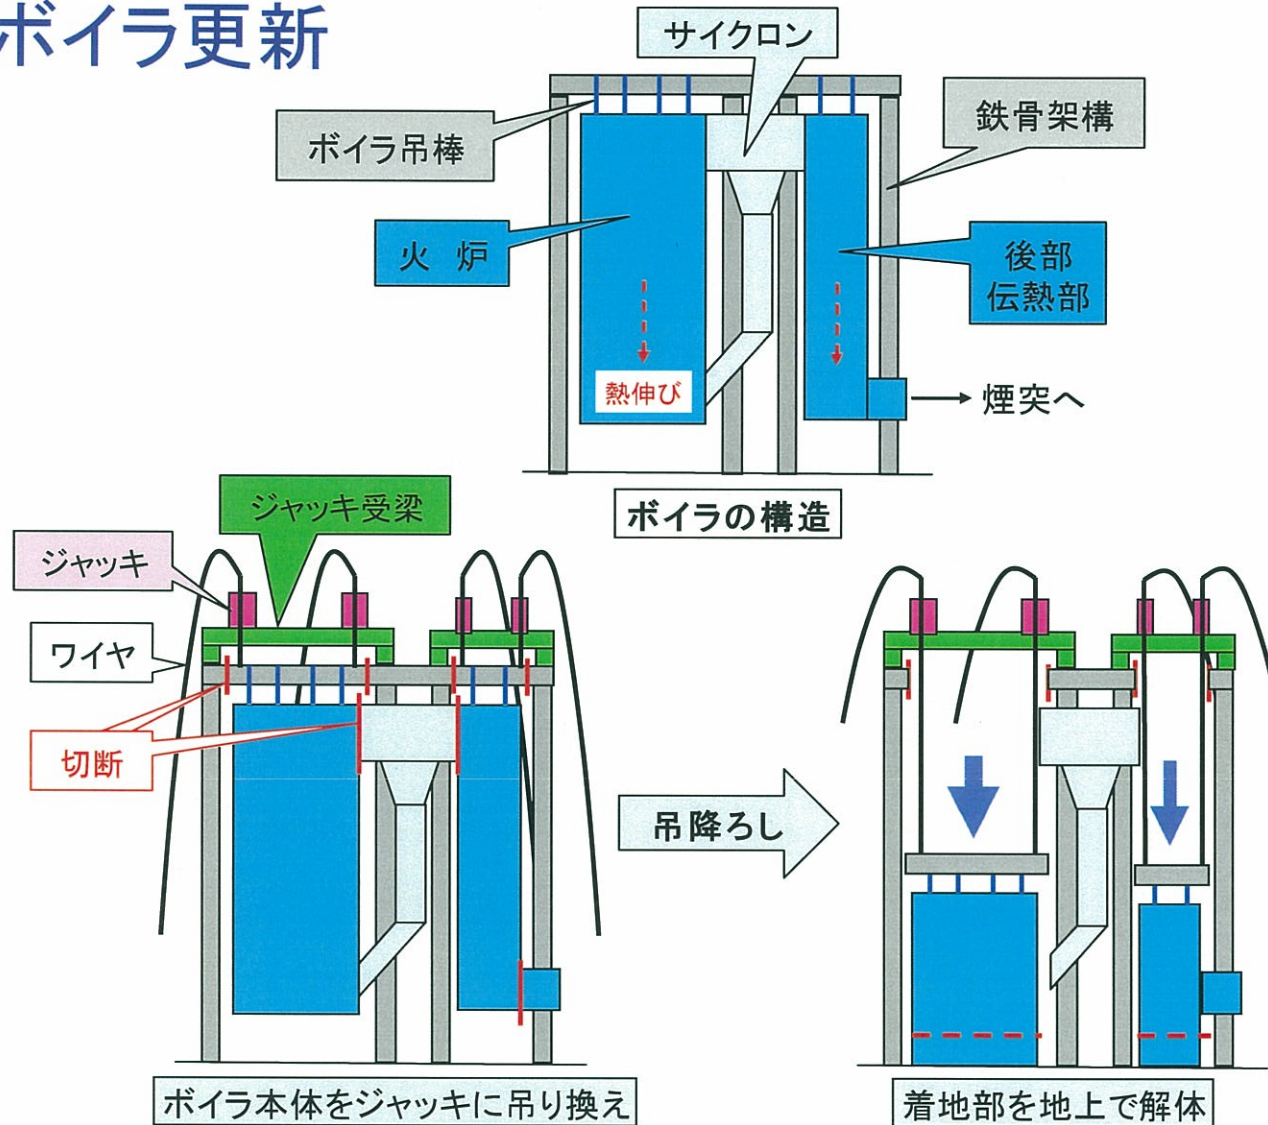 ボイラ更新
サイクロン
ボイラ吊棒
鉄骨架構
火 炉
後部
伝熱部
熱伸び
煙突へ
ボイラの構造
ジャッキ受梁
ジャッキ
ワイヤ
切断
吊降ろし
ボイラ本体をジャッキに吊り換え
着地部を地上で解体